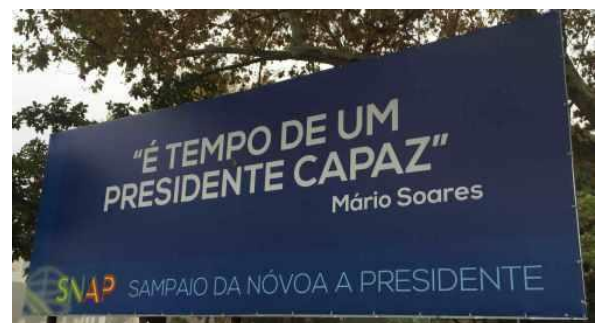 “É TEMPO DE UM
PRESIDENTE CAPAZ”
Mário Soares
SNAP SAMPAIO DA NÓVOA A PRESIDENTE